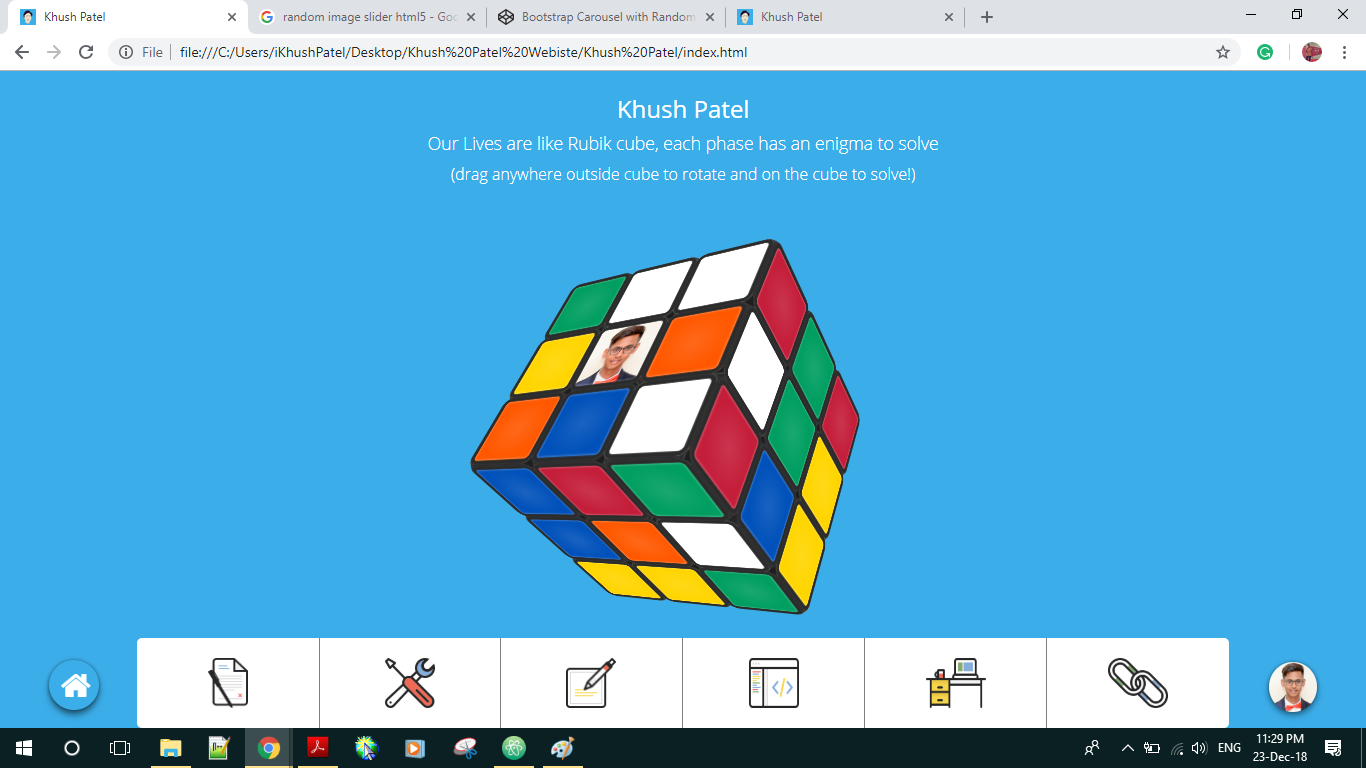 Khush Patel
random image slider html5 - Goo
Bootstrap Carousel with Random
Khush Patel
File
file:///C:/Users/iKhushPatel/Desktop/Khush%20Patel%20Webiste/Khush%20Patel/index.html
Khush Patel
Our Lives are like Rubik cube, each phase has an enigma to solve
(drag anywhere outside cube to rotate and on the cube to solve!)
ENG
11:29 PM
23-Dec-18